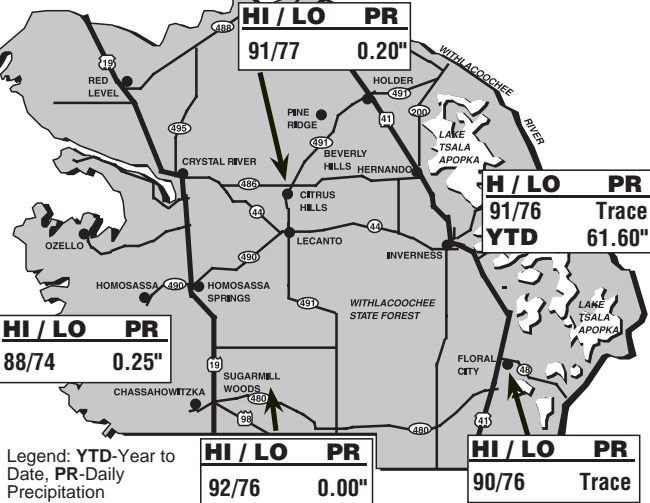 HI / LO PR
91/77 0.20"
488
19
RED
LEVEL
WITHLACOOCHEE
RIVER
HOLDER
491
200
PINE
RIDGE
41
495
491
LAKE
TSALA
APOPKA
BEVERLY
HILLS
CRYSTAL RIVER
HERNANDO
486
CITRUS
HILLS
H / LO PR
91/76 Trace
YTD 61.60"
44
44
OZELLO
LECANTO
INVERNESS
490
HOMOSASSA
490
HOMOSASSA
SPRINGS
491
WITHLACOOCHEE
STATE FOREST
LAKE
TSALA
APOPKA
HI / LO PR
88/74 0.25"
19
FLORAL
CITY
48
SUGARMILL
WOODS
CHASSAHOWITZKA
480
98
480
41
Legend: YTD-Year to
Date, PR-Daily
Precipitation
HI / LO PR
92/76 0.00"
HI / LO PR
90/76 Trace